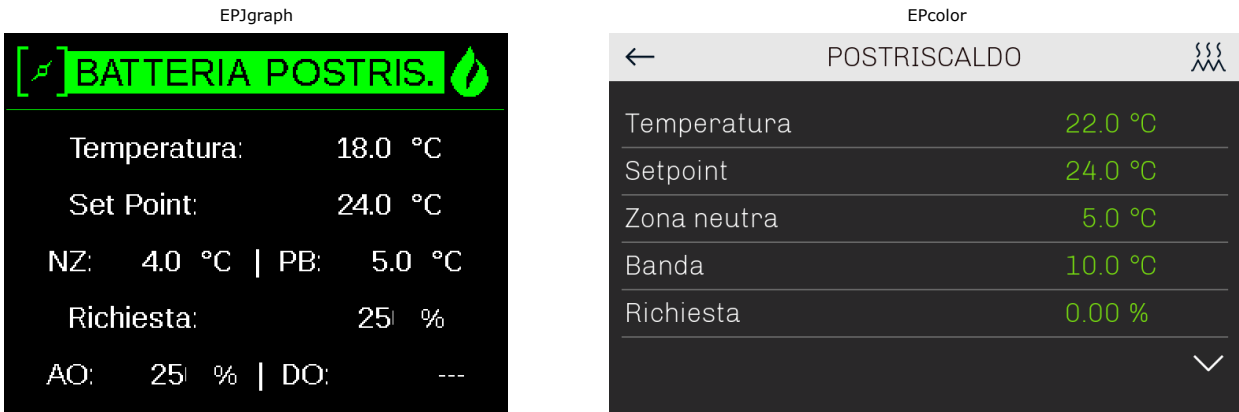 EPJgraph
BATTERIA POSTRIS.
Temperatura: 18.0 °C
Set Point: 24.0 °C
NZ: 4.0 °C | PB: 5.0 °C
Richiesta: 25 %
AO: 25 % | DO: ---
EPcolor
POSTRISCALDO
Temperatura 22.0 °C
Setpoint 24.0 °C
Zona neutra 5.0 °C
Banda 10.0 °C
Richiesta 0.00 %